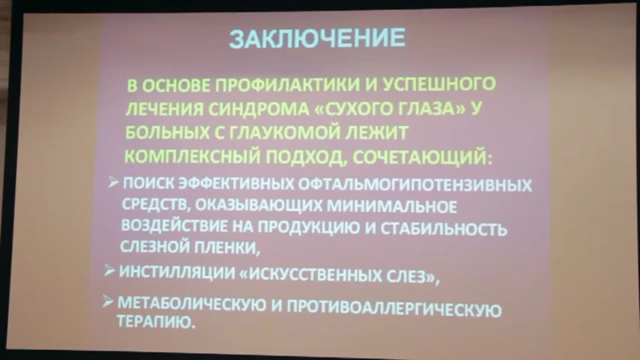 ЗАКЛЮЧЕНИЕ
В ОСНОВЕ ПРОФИЛАКТИКИ И УСПЕШНОГО
ЛЕЧЕНИЯ СИНДРОМА «СУХОГО ГЛАЗА» У
БОЛЬНЫХ С ГЛАУКОМОЙ ЛЕЖИТ
КОМПЛЕКСНЫЙ ПОДХОД, СОЧЕТАЮЩИЙ:
➢ ПОИСК ЭФФЕКТИВНЫХ ОФТАЛЬМОГИПОТЕНЗИВНЫХ
СРЕДСТВ, ОКАЗЫВАЮЩИХ МИНИМАЛЬНОЕ
ВОЗДЕЙСТВИЕ НА ПРОДУКЦИЮ И СТАБИЛЬНОСТЬ
СЛЕЗНОЙ ПЛЕНКИ,
➢ ИНСТИЛЛЯЦИИ «ИСКУССТВЕННЫХ СЛЕЗ»,
➢ МЕТАБОЛИЧЕСКУЮ И ПРОТИВОАЛЛЕРГИЧЕСКУЮ
ТЕРАПИЮ.